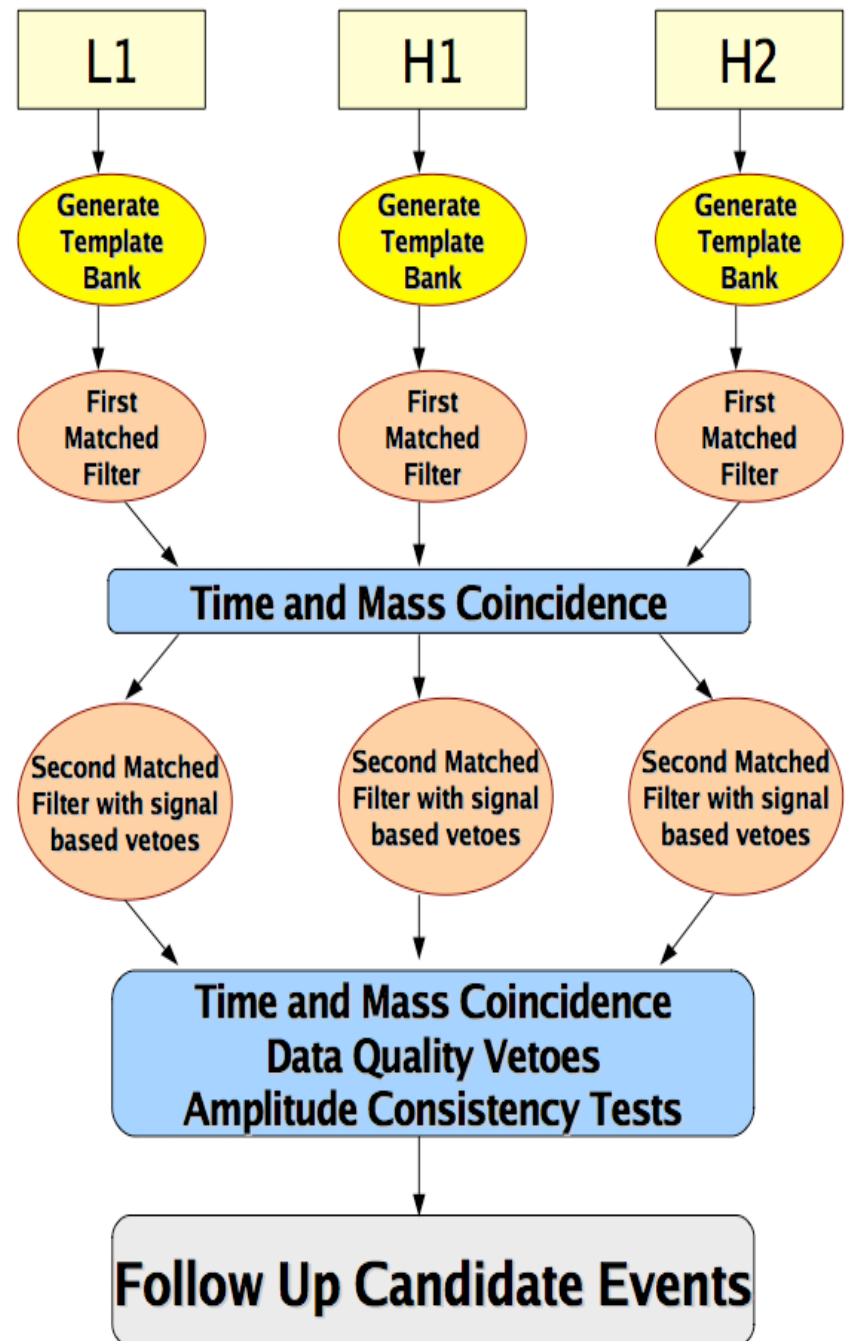 L1
H1
H2
Generate
Template
Bank
Generate
Template
Bank
Generate
Template
Bank
First
Matched
Filter
First
Matched
Filter
First
Matched
Filter
Time and Mass Coincidence
Second Matched
Filter with signal
based vetoes
Second Matched
Filter with signal
based vetoes
Second Matched
Filter with signal
based vetoes
Time and Mass Coincidence
Data Quality Vetoes
Amplitude Consistency Tests
Follow Up Candidate Events